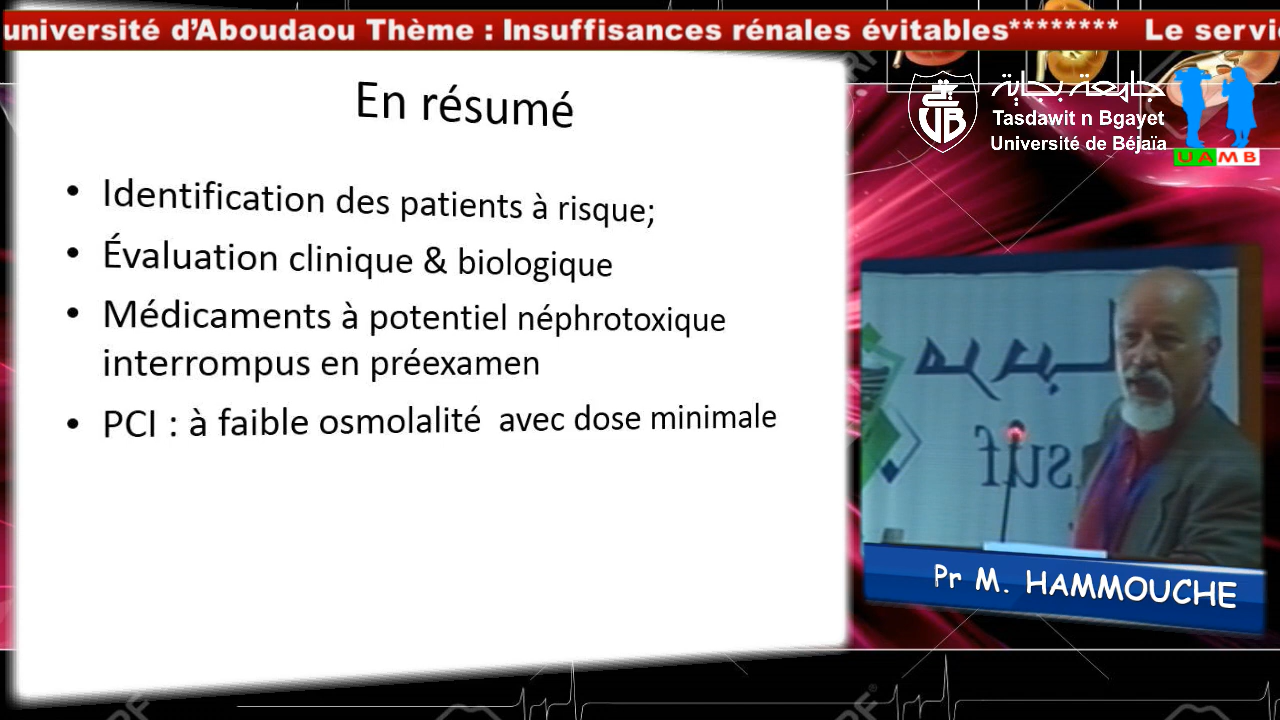 université d’Aboudaou Thème : Insuffisances rénales évitables******** Le servi
En résumé
• Identification des patients à risque;
• Évaluation clinique & biologique
• Médicaments à potentiel néphrotoxique
interrompus en préexamen
• PCI : à faible osmolalité avec dose minimale
جامعة بجاية
Tasdawit n Bgayet
Université de Béjaïa
UAMB
Pr M. HAMMOUCHE